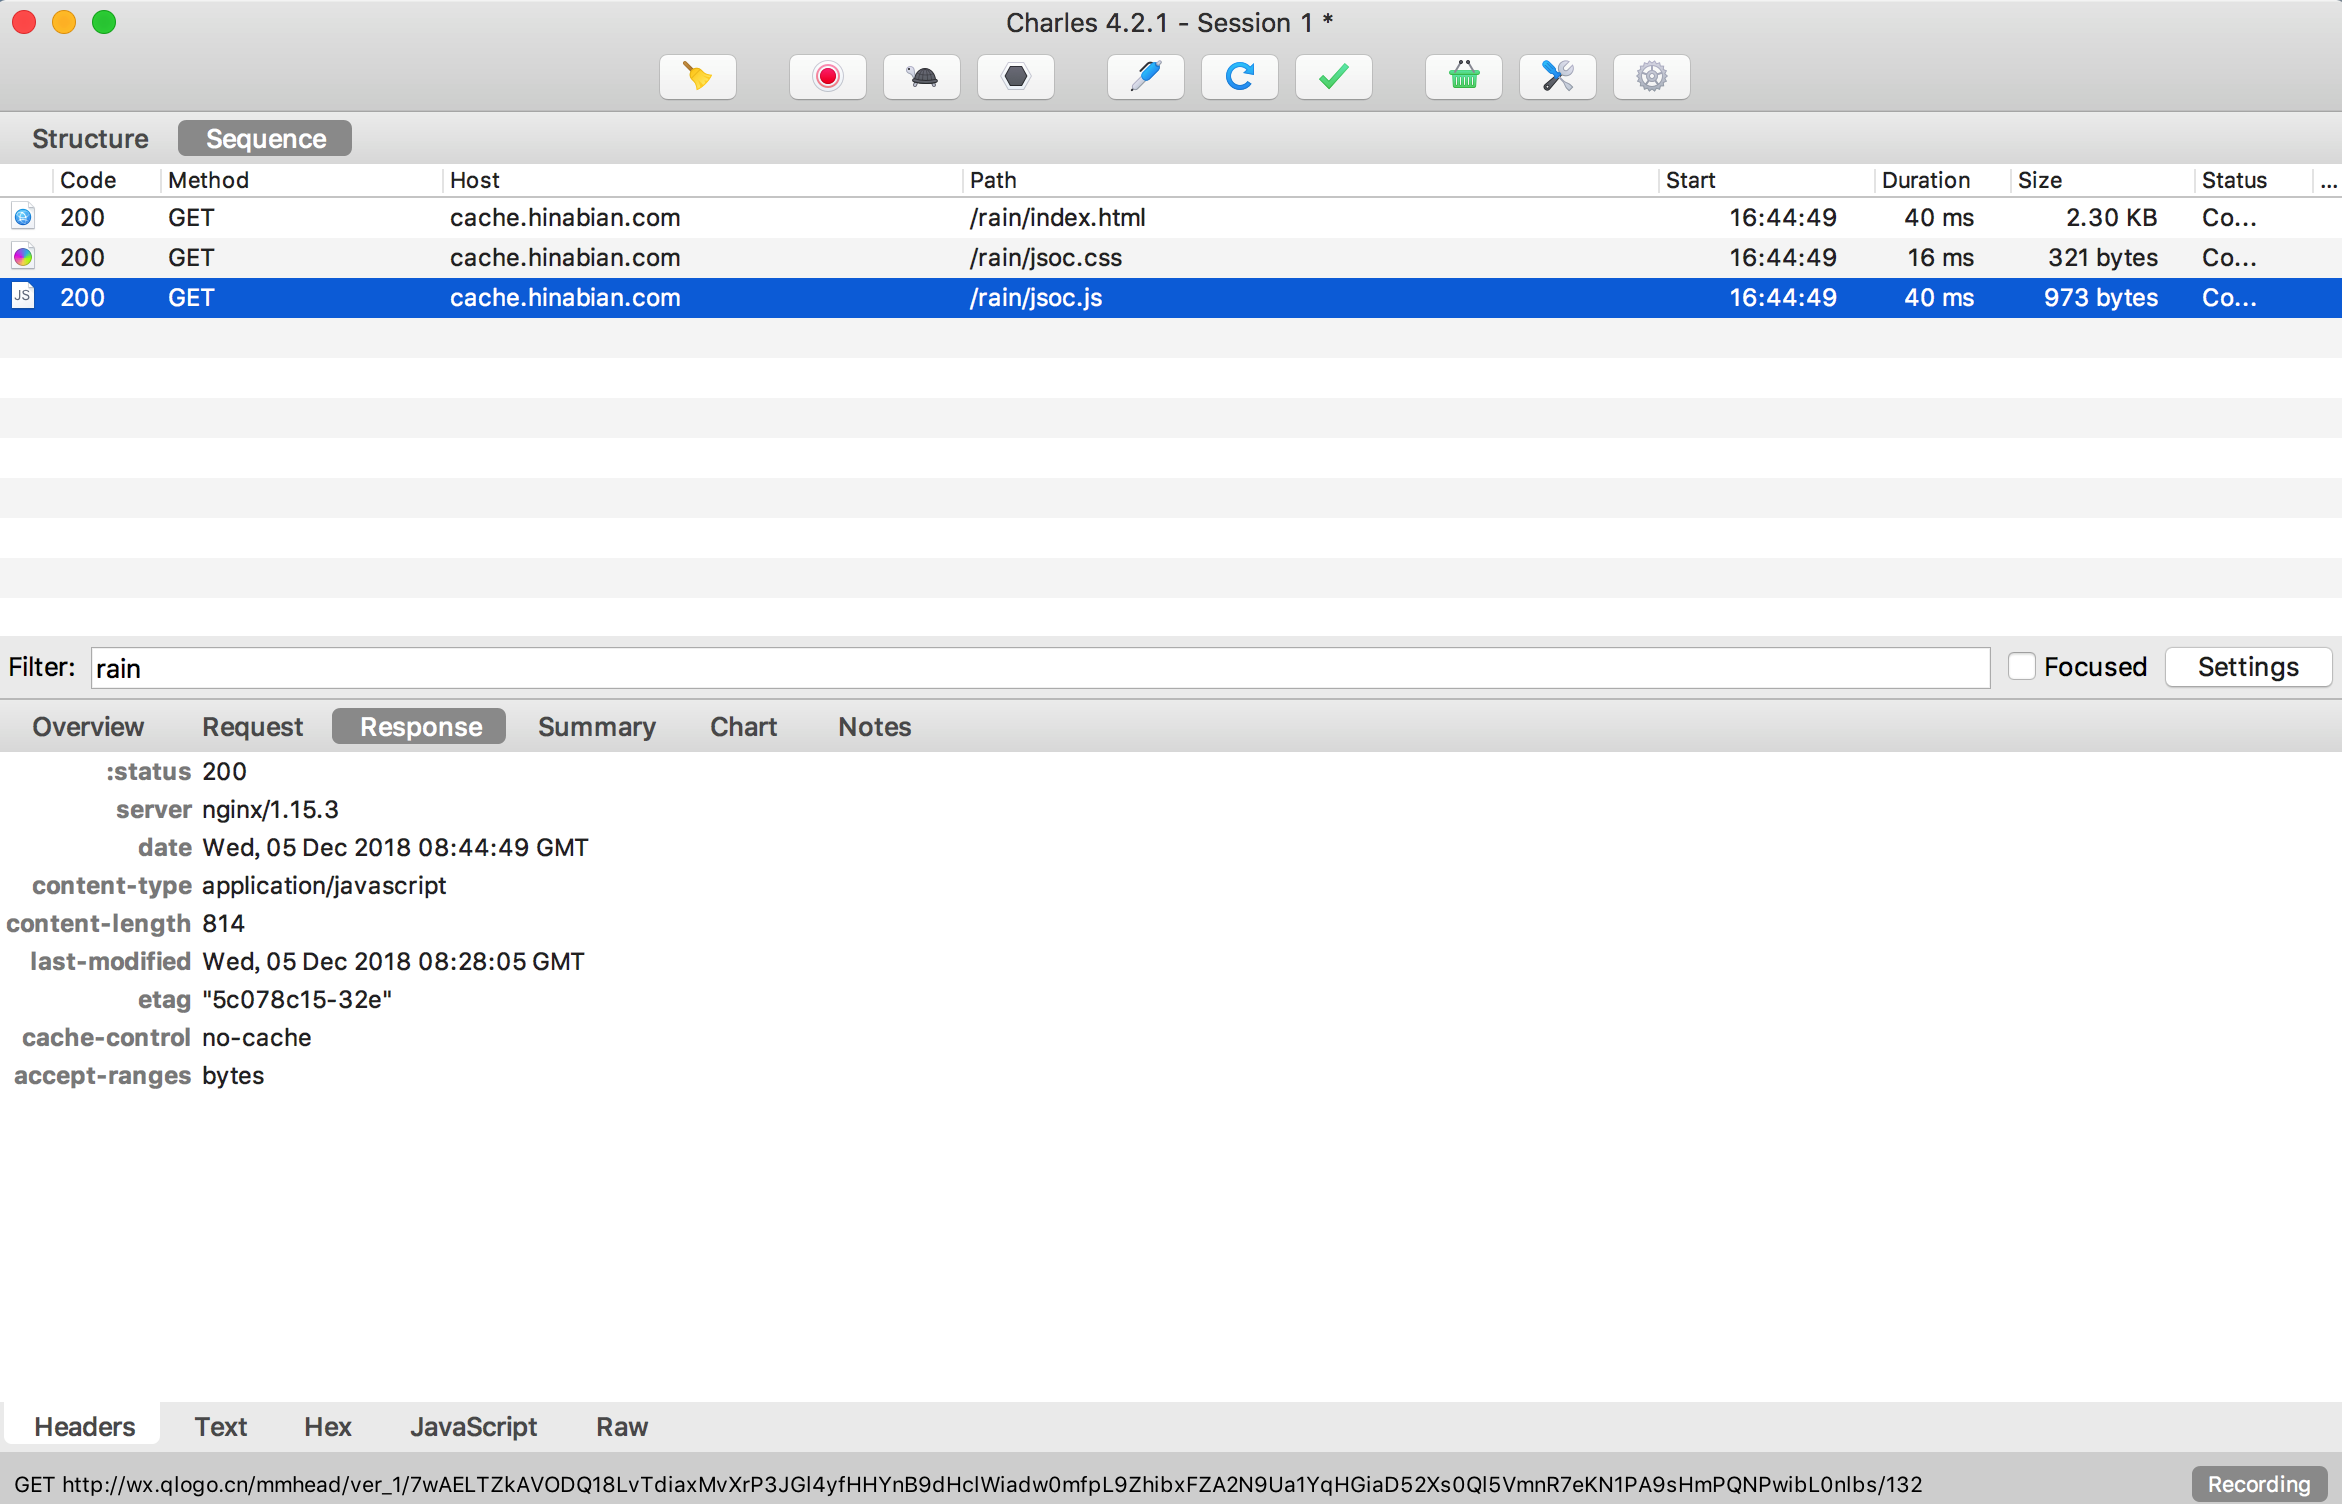 Charles 4.2.1 - Session 1 *
Structure Sequence
Code Method Host Path Start Duration Size Status ...
200 GET cache.hinabian.com /rain/index.html 16:44:49 40 ms 2.30 KB Co...
200 GET cache.hinabian.com /rain/jsoc.css 16:44:49 16 ms 321 bytes Co...
JS 200 GET cache.hinabian.com /rain/jsoc.js 16:44:49 40 ms 973 bytes Co...
Filter: rain Focused Settings
Overview Request Response Summary Chart Notes
:status 200
server nginx/1.15.3
date Wed, 05 Dec 2018 08:44:49 GMT
content-type application/javascript
content-length 814
last-modified Wed, 05 Dec 2018 08:28:05 GMT
etag "5c078c15-32e"
cache-control no-cache
accept-ranges bytes
Headers Text Hex JavaScript Raw
GET http://wx.qlogo.cn/mmhead/ver_1/7wAELTZkAVODQ18LvTdiaxMvXrP3JGl4yfHHYnB9dHclWiadw0mfpL9ZhibxFZA2N9Ua1YqHGiaD52Xs0Ql5VmnR7eKN1PA9sHmPQNPwibL0nlbs/132 Recording